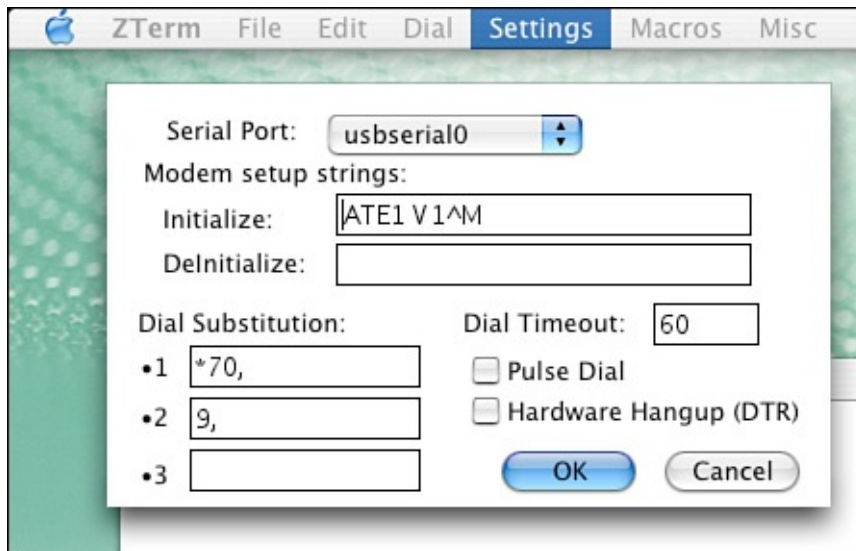 ZTerm File Edit Dial Settings Macros Misc
Serial Port: usbserial0
Modem setup strings:
Initialize: ATE1 V1^M
DeInitialize:
Dial Substitution: Dial Timeout: 60
•1 *70, Pulse Dial
•2 9, Hardware Hangup (DTR)
•3 OK Cancel